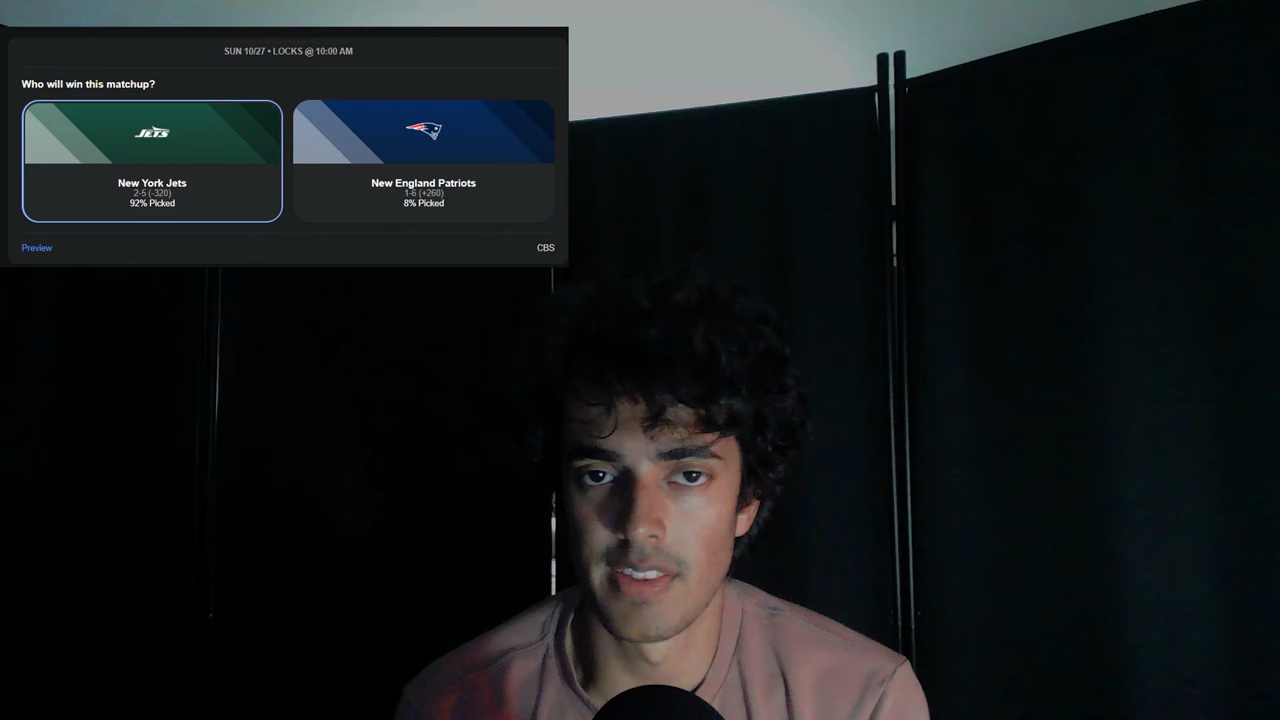 SUN 10/27 • LOCKS @ 10:00 AM
Who will win this matchup?
JETS
New York Jets
2-5 (-320)
92% Picked
New England Patriots
1-6 (+260)
8% Picked
Preview
CBS